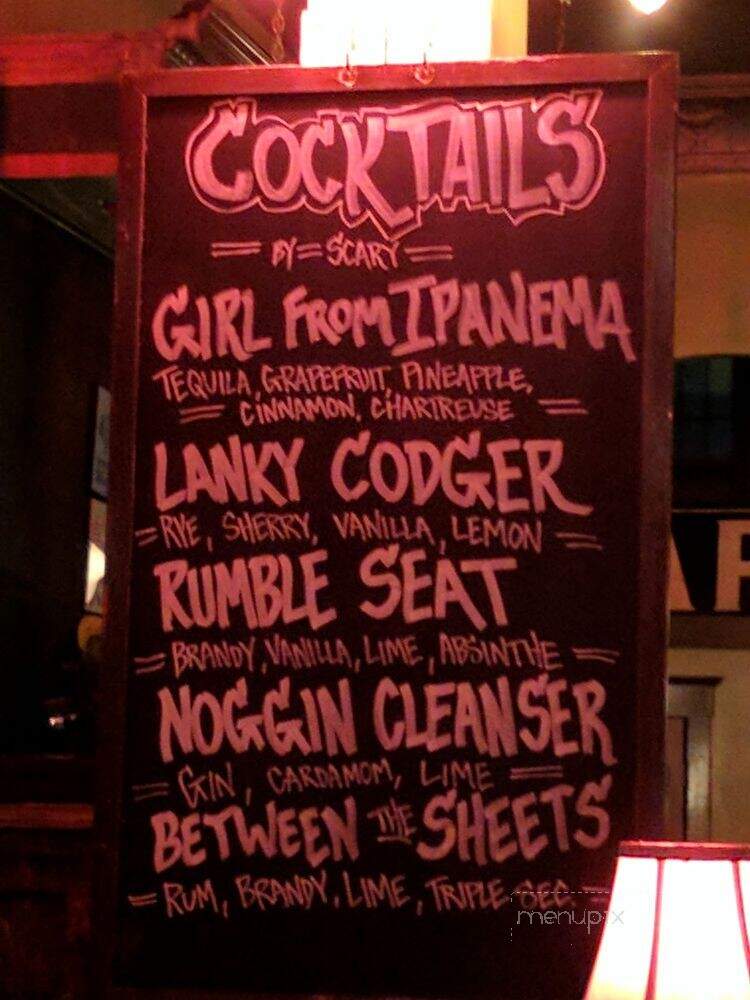 COCKTAILS
BY = SCARY
GIRL FROM IPANEMA
TEQUILA, GRAPEFRUIT, PINEAPPLE,
CINNAMON, CHARTREUSE
LANKY CODGER
RYE, SHERRY, VANILLA, LEMON
RUMBLE SEAT
BRANDY, VANILLA, LIME, ABSINTHE
NOGGIN CLEANSER
GIN, CARDAMOM, LIME
BETWEEN THE SHEETS
RUM, BRANDY, LIME, TRIPLE SEC.
menupix